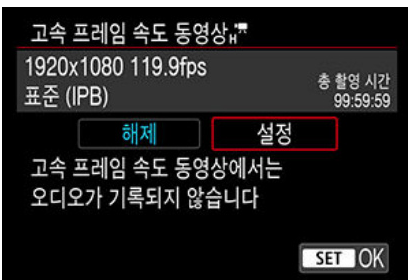 고속 프레임 속도 동영상
1920x1080 119.9fps
표준 (IPB)
총 촬영 시간
99:59:59
해제 설정
고속 프레임 속도 동영상에서는
오디오가 기록되지 않습니다
SET OK